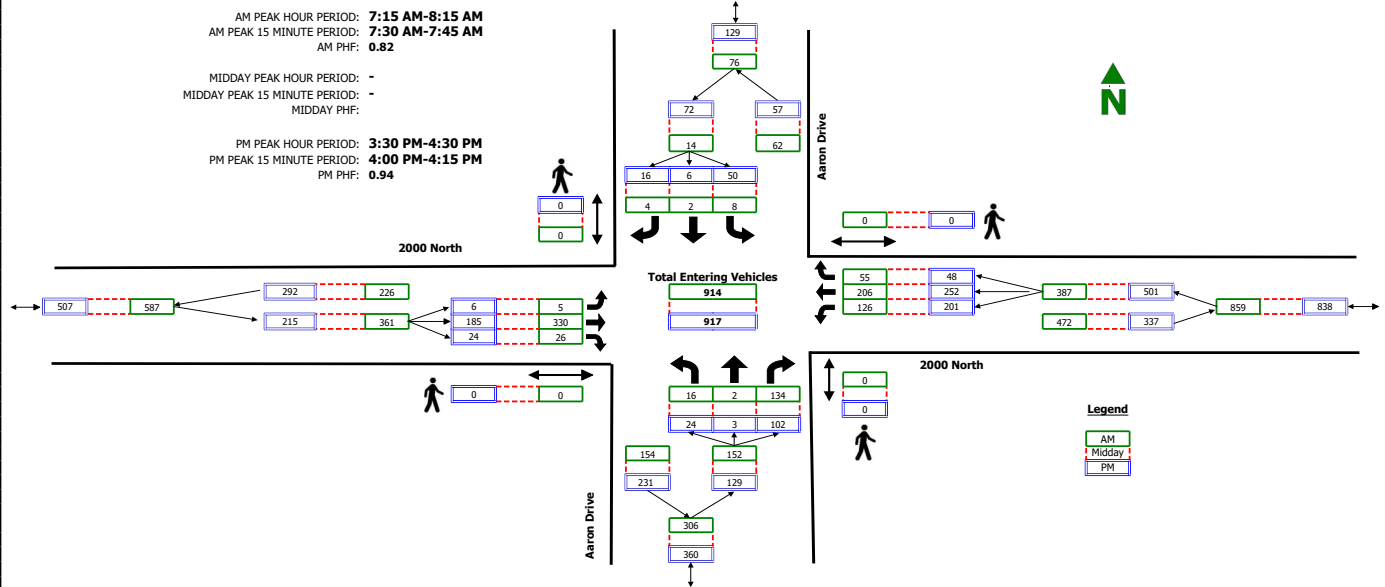 AM PEAK HOUR PERIOD: 7:15 AM-8:15 AM
AM PEAK 15 MINUTE PERIOD: 7:30 AM-7:45 AM
AM PHF: 0.82
MIDDAY PEAK HOUR PERIOD: -
MIDDAY PEAK 15 MINUTE PERIOD: -
MIDDAY PHF:
PM PEAK HOUR PERIOD: 3:30 PM-4:30 PM
PM PEAK 15 MINUTE PERIOD: 4:00 PM-4:15 PM
PM PHF: 0.94
129
76
72 57
14 62
16 6 50
4 2 8
Aaron Drive
N
0
0
0 0
2000 North
Total Entering Vehicles
914
917
507 587
292 226
215 361
6 5
185 330
24 26
55 48
206 252
126 201
387 501
472 337
859 838
2000 North
0 0
0
0
16 2 134
24 3 102
154 152
231 129
306
360
Aaron Drive
Legend
AM
Midday
PM